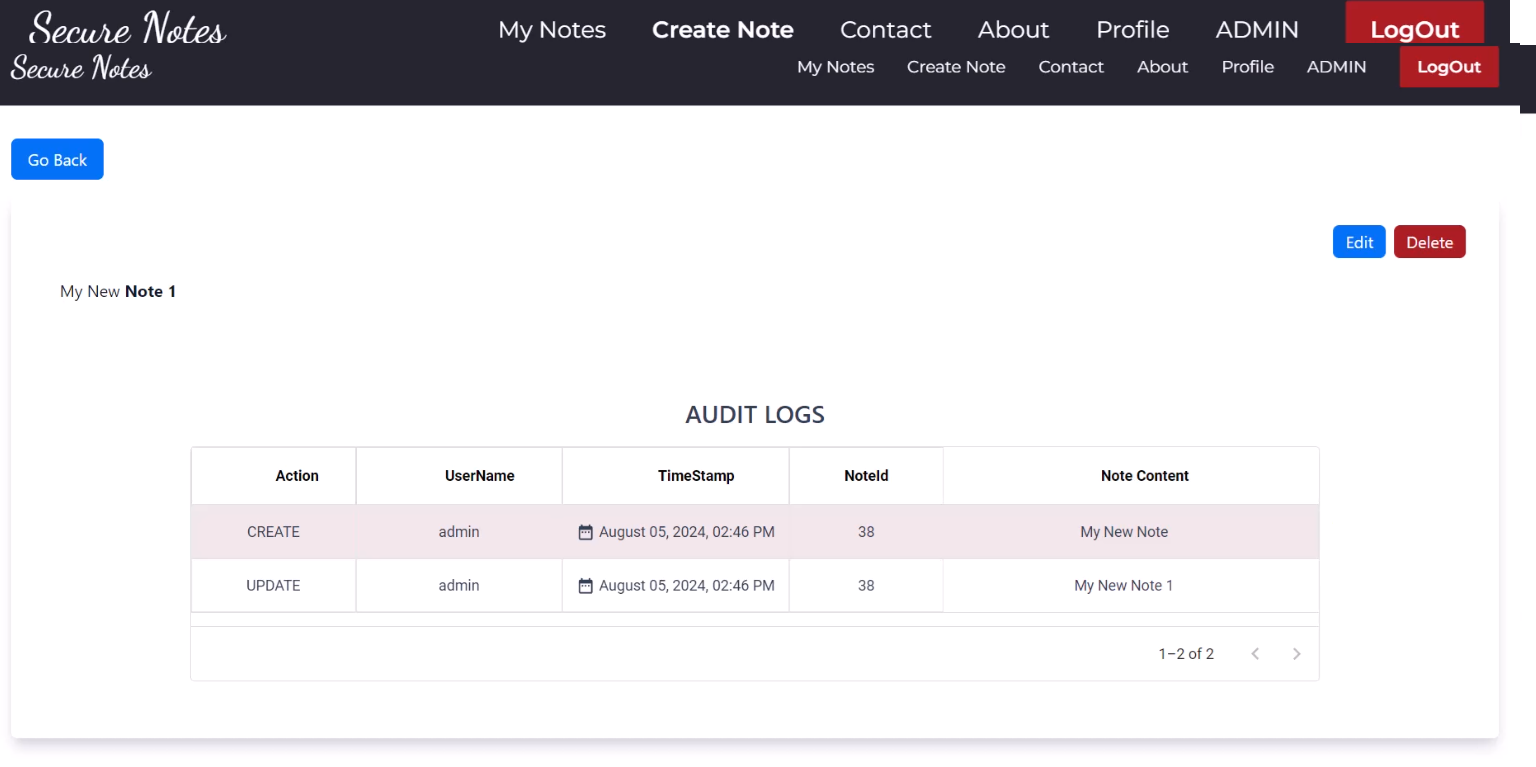 Secure Notes My Notes Create Note Contact About Profile ADMIN LogOut
Secure Notes My Notes Create Note Contact About Profile ADMIN LogOut
Go Back
Edit Delete
My New Note 1
AUDIT LOGS
Action UserName TimeStamp NoteId Note Content
CREATE admin August 05, 2024, 02:46 PM 38 My New Note
UPDATE admin August 05, 2024, 02:46 PM 38 My New Note 1
1–2 of 2